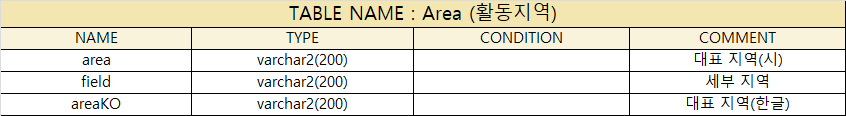 TABLE NAME : Area (활동지역)
NAME TYPE CONDITION COMMENT
area varchar2(200) 대표 지역(시)
field varchar2(200) 세부 지역
areaKO varchar2(200) 대표 지역(한글)